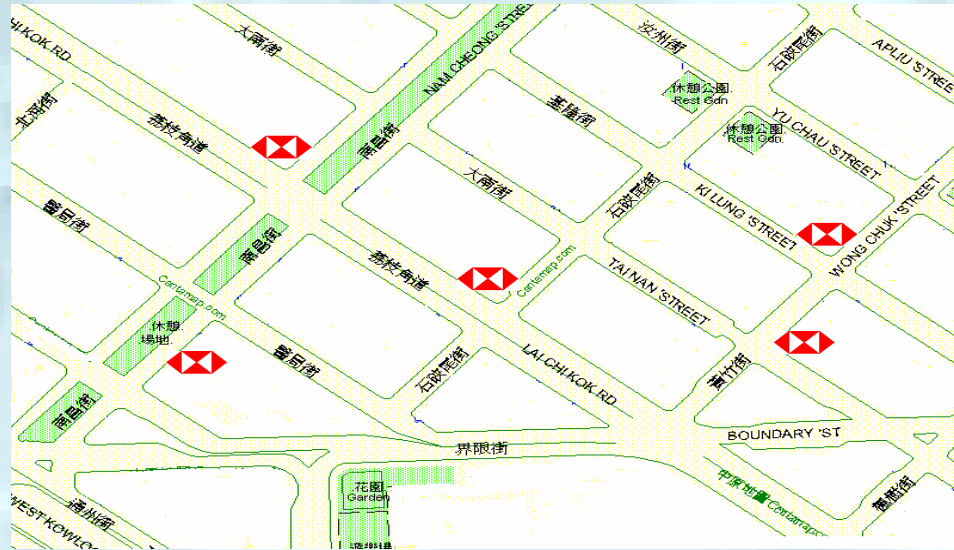 大南街
NAM CHEONG 'STREET
汝州街
石硤尾街
APLIU 'STREE
HI KOK RD
北河街
荔枝角道
南昌街
基隆街
休憩公園
Rest Gdn
休憩公園
Rest Gdn.
YU CHAU 'STREET
醫局街
南昌街
大南街
石硤尾街
KI LUNG 'STREET
WONG CHUK 'STREET
Centamap.com
荔枝角道
Centamap.com
TAI NAN 'STREET
休憩
場地
醫局街
石硤尾街
LAI CHI KOK RD
黃竹街
南昌街
界限街
BOUNDARY 'ST
花園
Garden
中原地圖 Centamap.co
通州街
WEST KOWLO